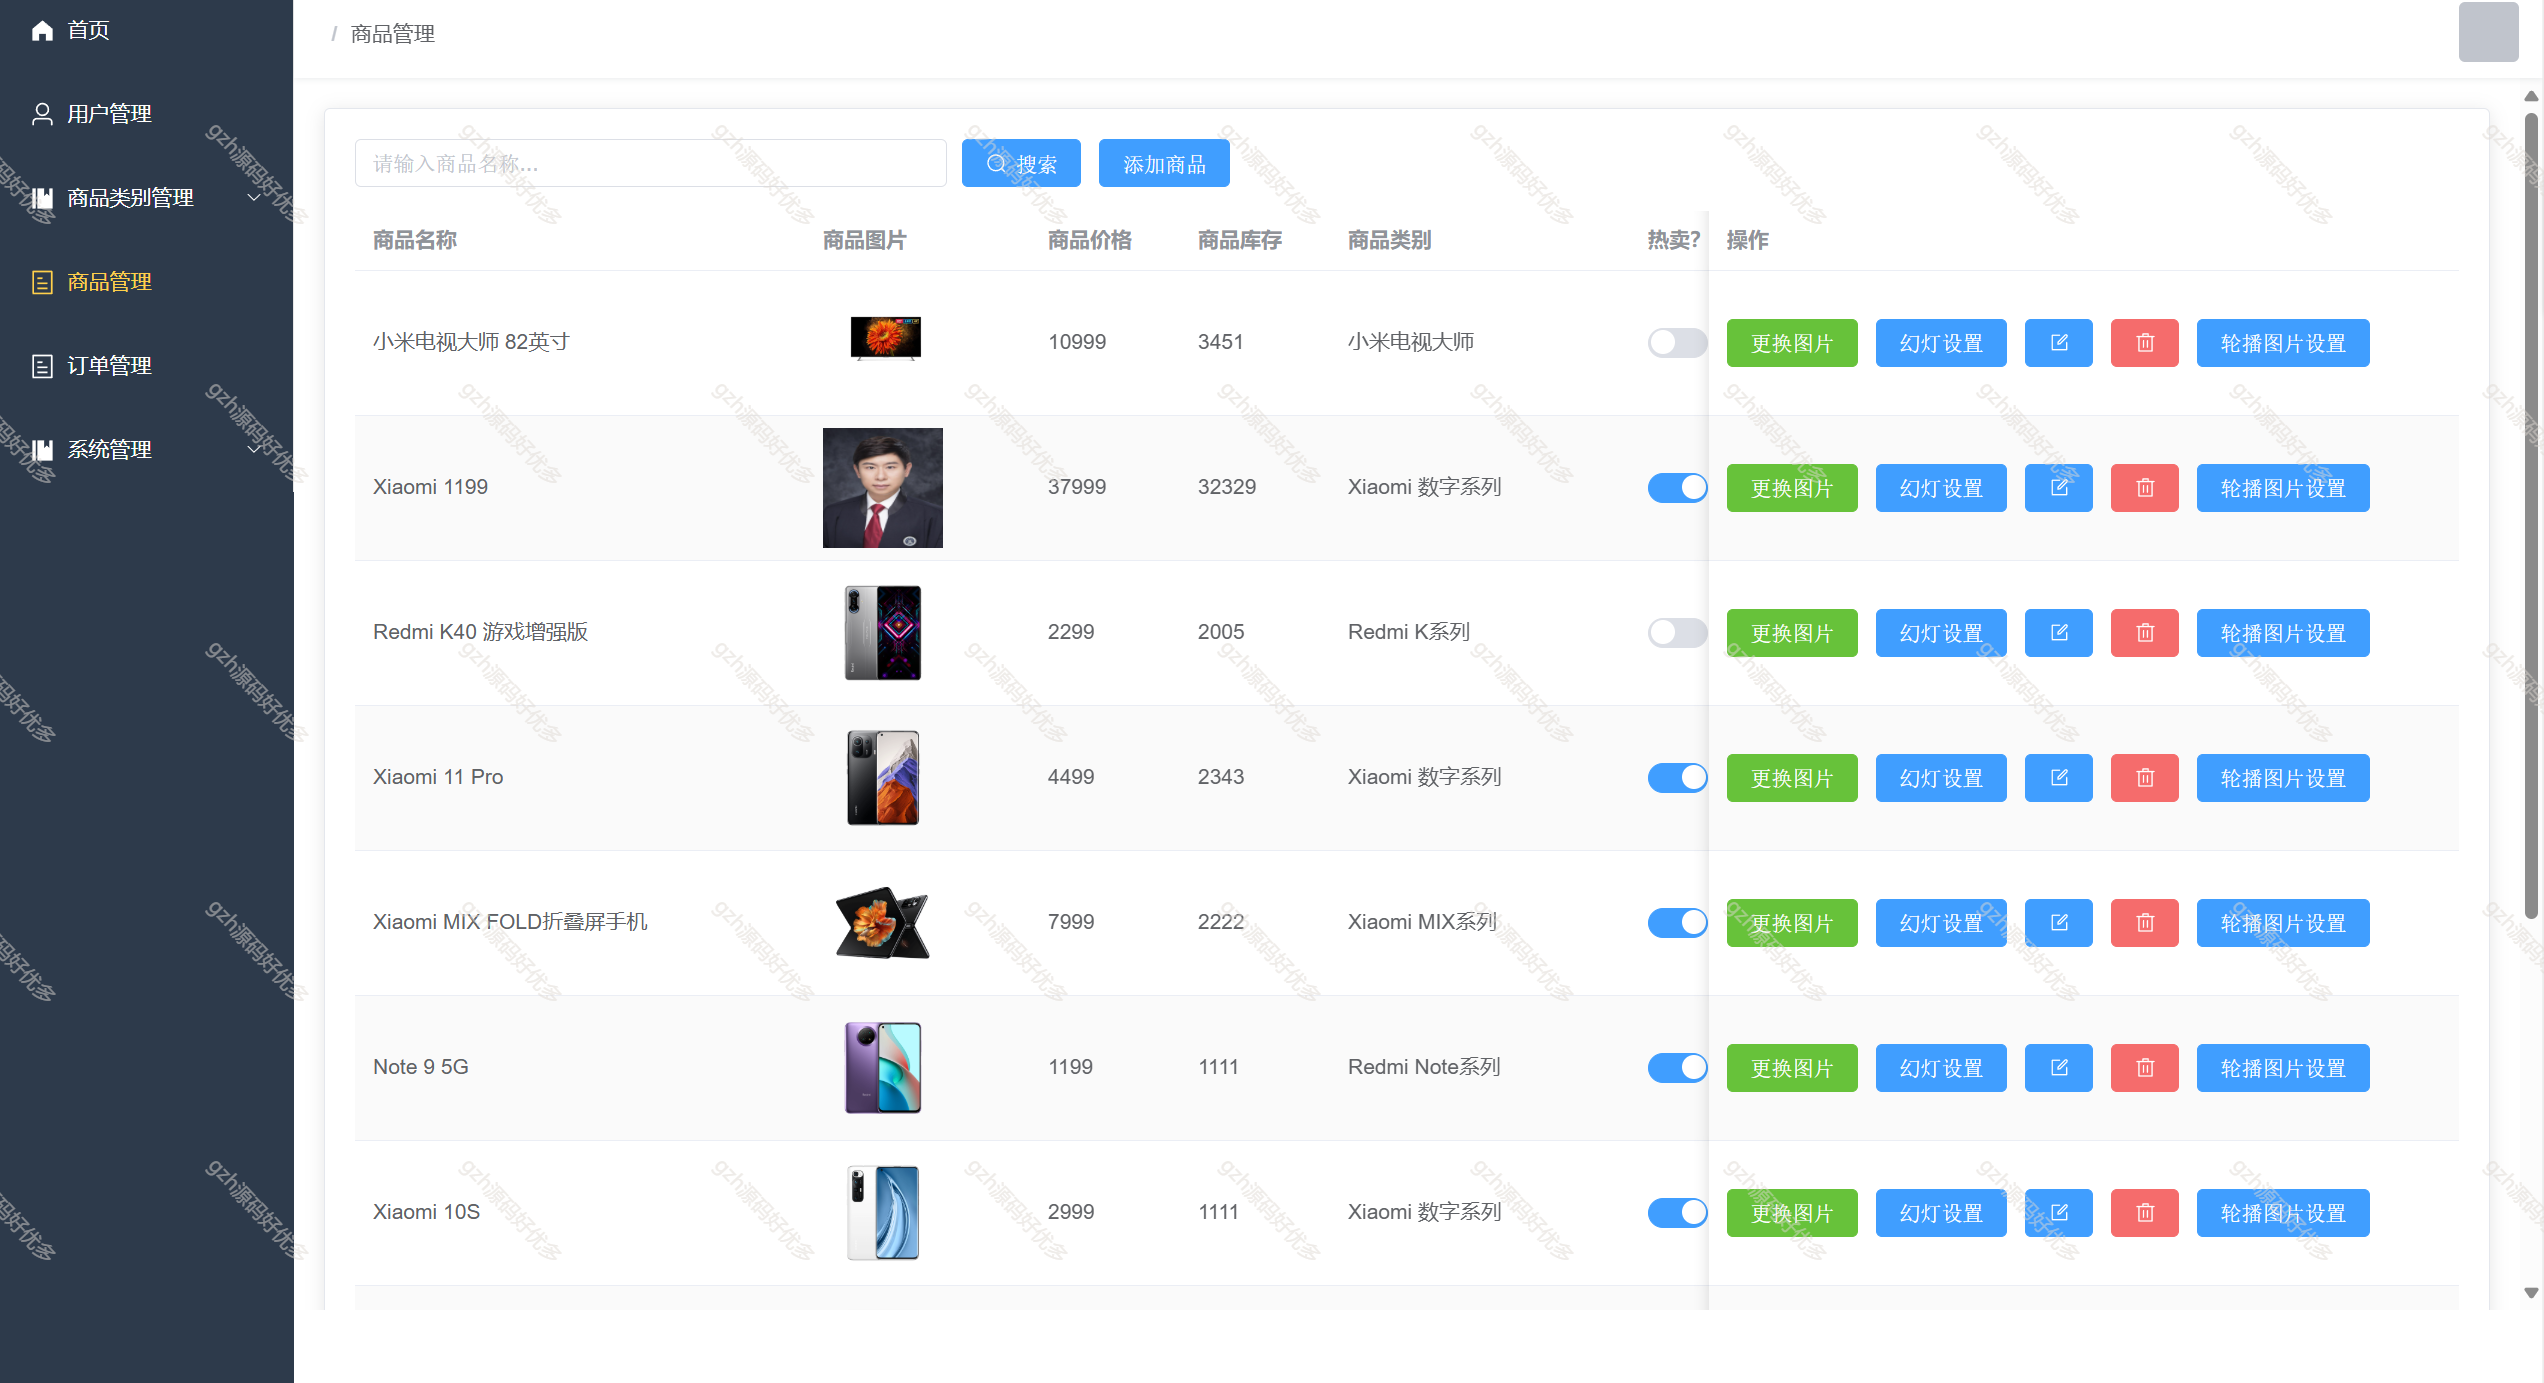 首页
用户管理
商品类别管理
商品管理
订单管理
系统管理
/ 商品管理
请输入商品名称...
搜索
添加商品
商品名称 商品图片 商品价格 商品库存 商品类别 热卖? 操作
小米电视大师 82英寸 10999 3451 小米电视大师 更换图片 幻灯设置 轮播图片设置
Xiaomi 1199 37999 32329 Xiaomi 数字系列 更换图片 幻灯设置 轮播图片设置
Redmi K40 游戏增强版 2299 2005 Redmi K系列 更换图片 幻灯设置 轮播图片设置
Xiaomi 11 Pro 4499 2343 Xiaomi 数字系列 更换图片 幻灯设置 轮播图片设置
Xiaomi MIX FOLD折叠屏手机 7999 2222 Xiaomi MIX系列 更换图片 幻灯设置 轮播图片设置
Note 9 5G 1199 1111 Redmi Note系列 更换图片 幻灯设置 轮播图片设置
Xiaomi 10S 2999 1111 Xiaomi 数字系列 更换图片 幻灯设置 轮播图片设置
gzh源码好优多